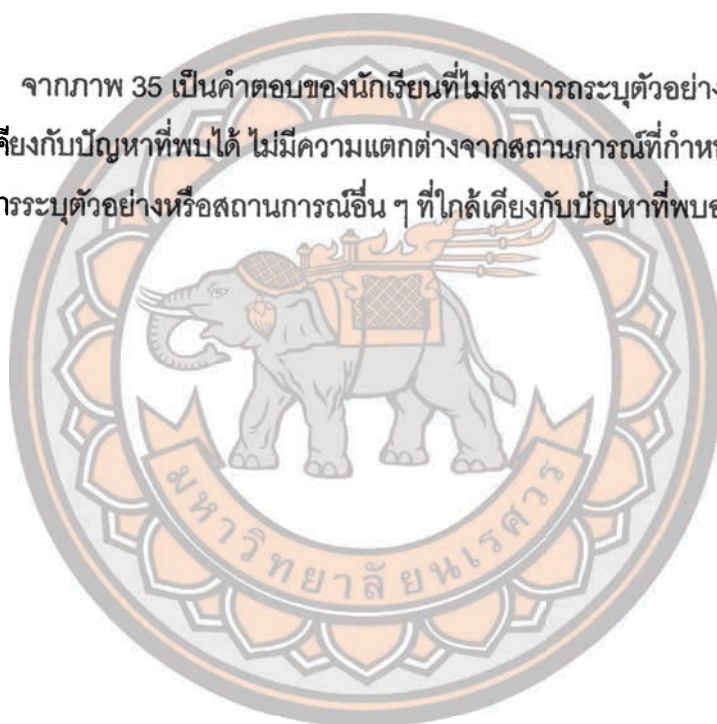 จากภาพ 35 เป็นคำตอบของนักเรียนที่ไม่สามารถระบุตัวอย่าง
คียงกับปัญหาที่พบได้ ไม่มีความแตกต่างจากสถานการณ์ที่กำห
ารระบุตัวอย่างหรือสถานการณ์อื่น ๆ ที่ใกล้เคียงกับปัญหาที่พบ
มหาวิทยาลัยนเรศวร